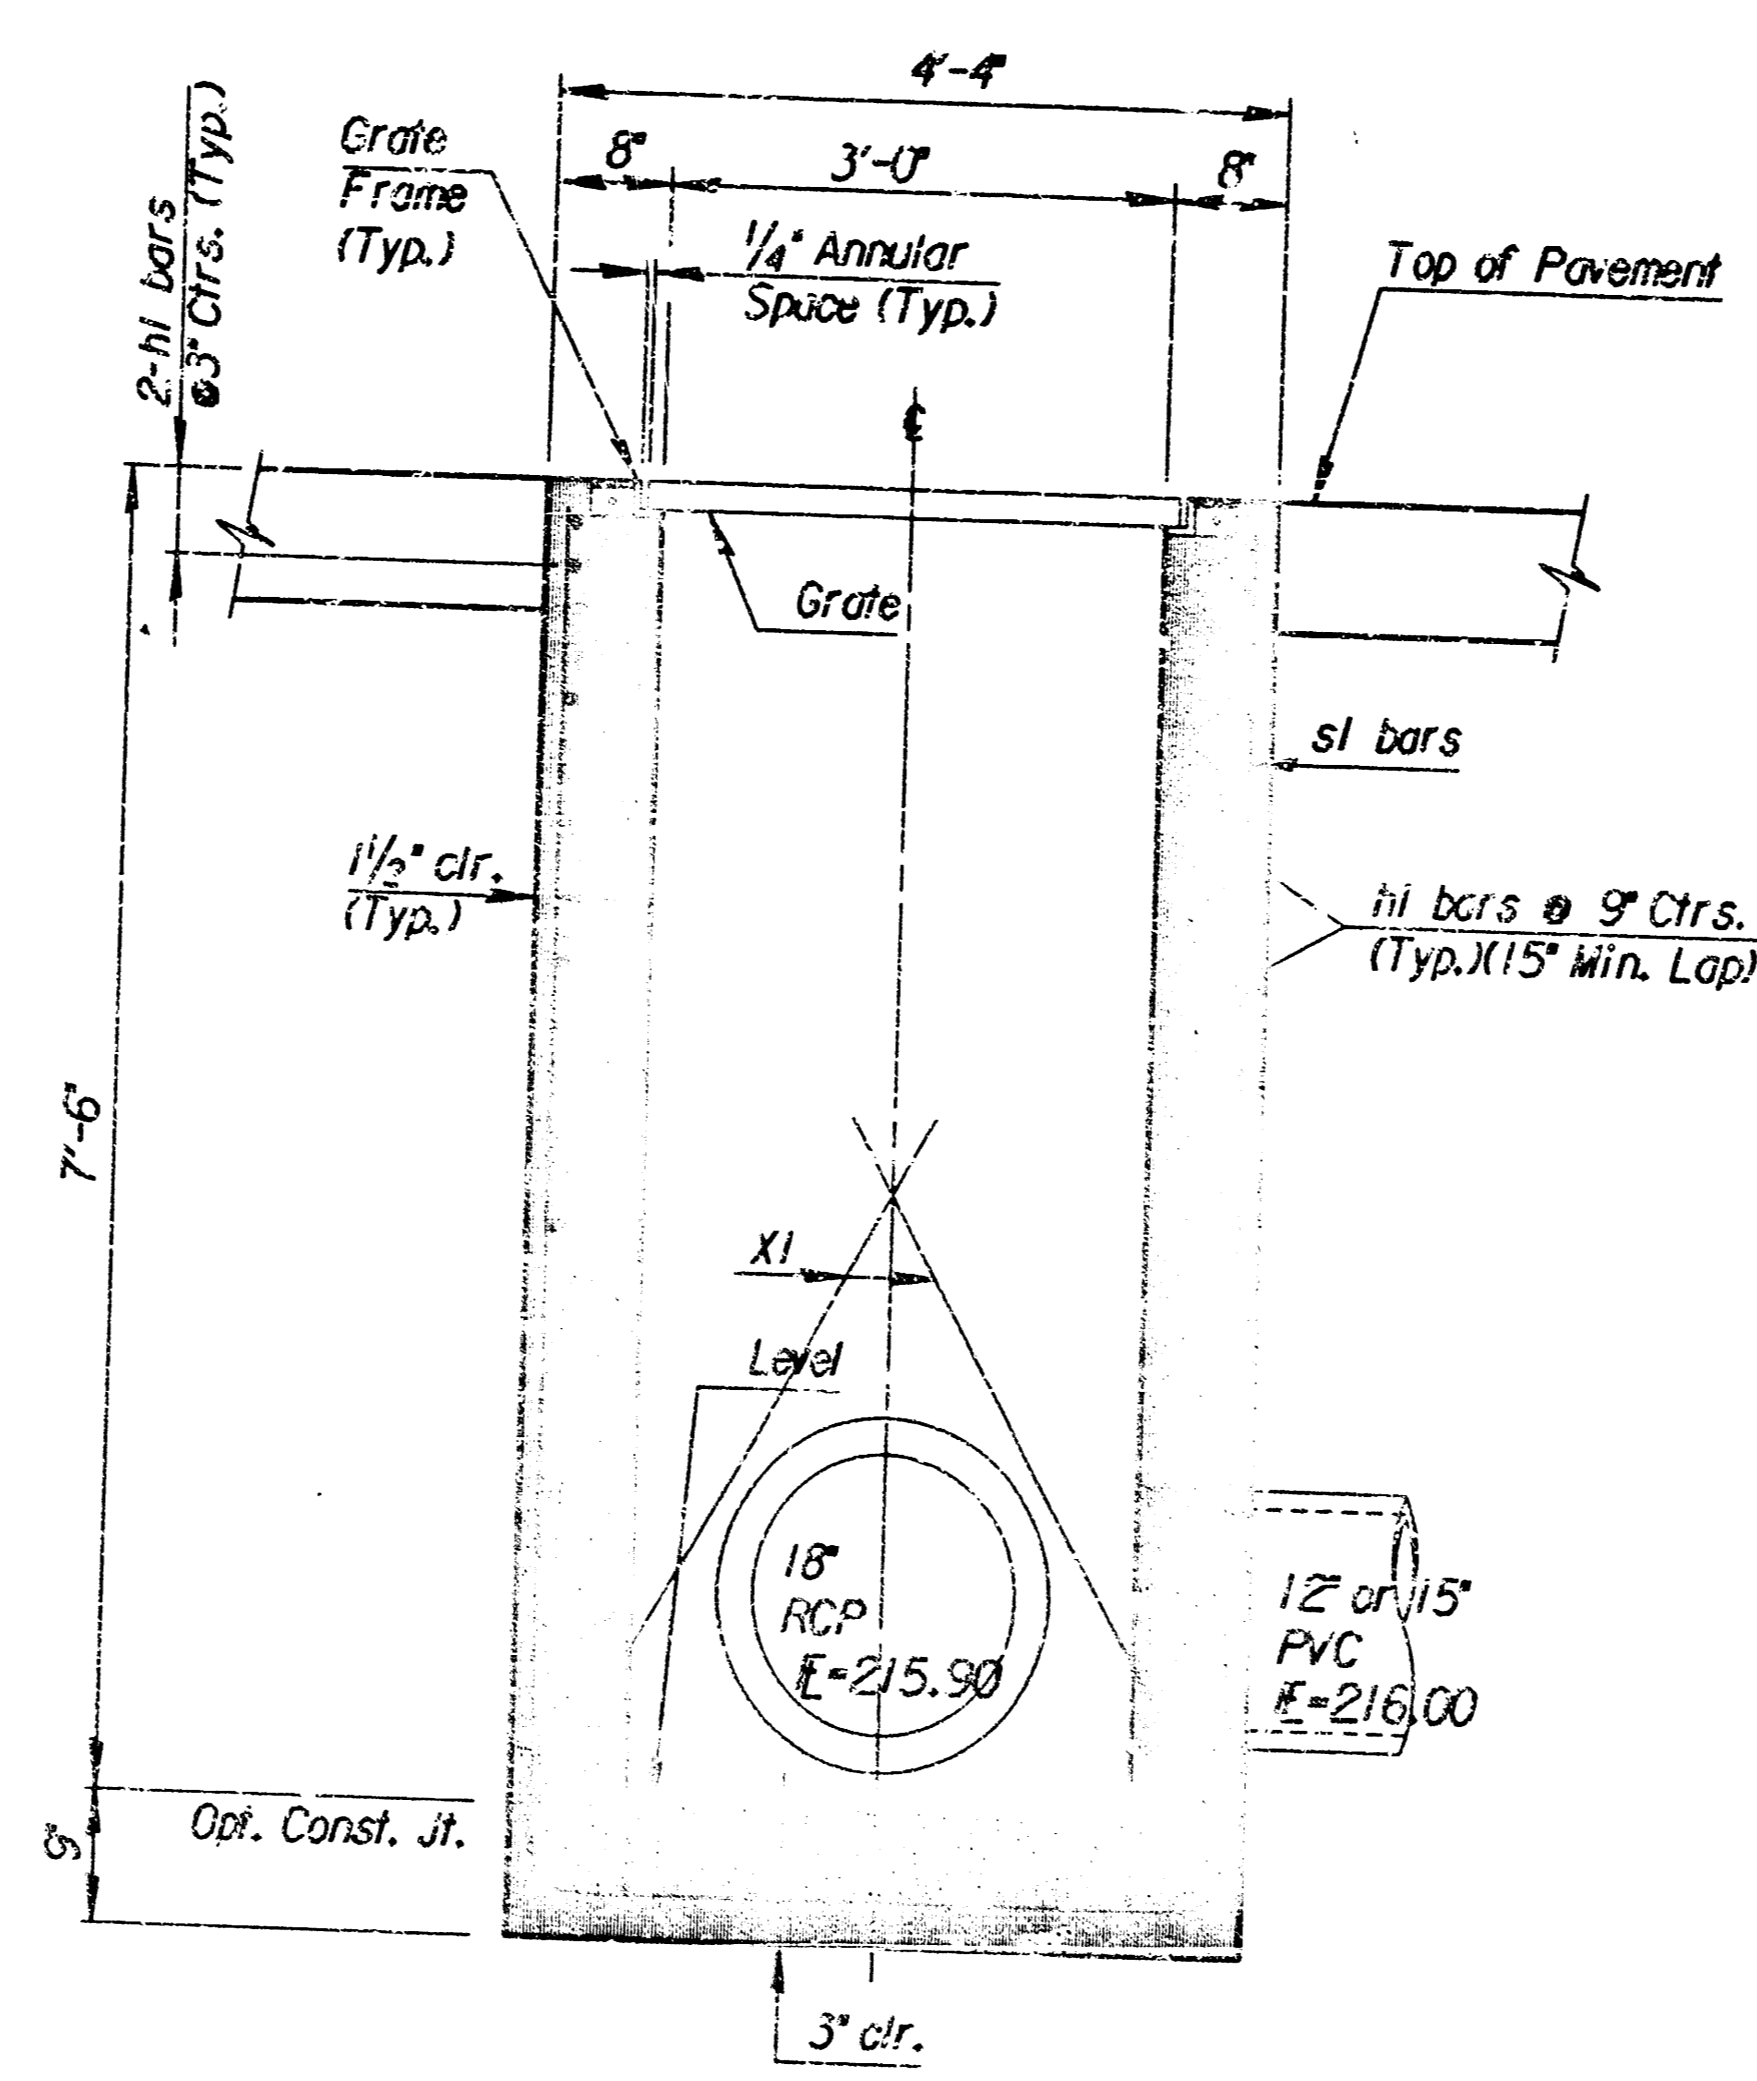 4'-4"
8"
3'-0"
8"
Grate
Frame
(Typ.)
1/4" Annular
Space (Typ.)
2-h1 bars
@3" Ctrs. (Typ.)
Top of Pavement
℄
Grate
s1 bars
1 1/2" clr.
(Typ.)
h1 bars @ 9" Ctrs.
(Typ.)(15" Min. Lap)
7'-6"
X1
Level
18"
RCP
E=215.90
12" or 15"
PVC
E=216.00
Opt. Const. Jt.
9"
3" clr.